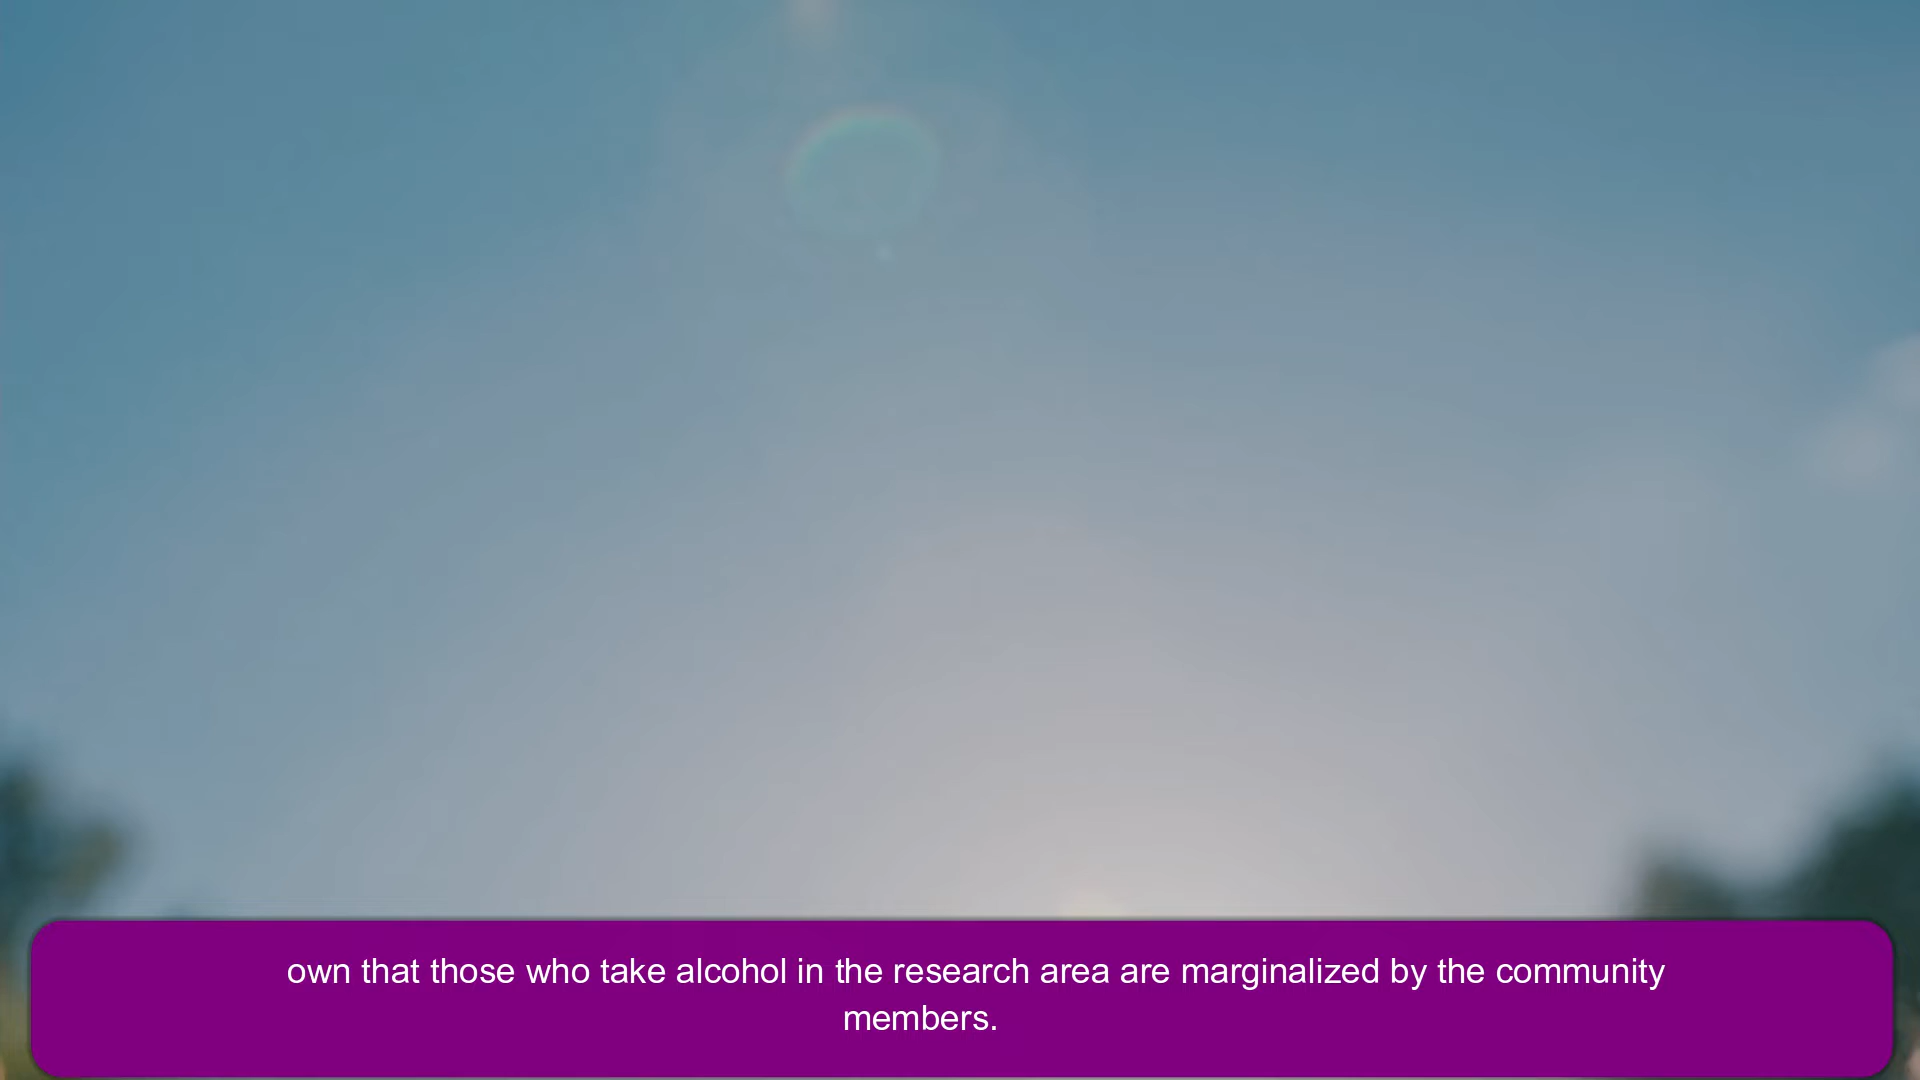 own that those who take alcohol in the research area are marginalized by the community
members.